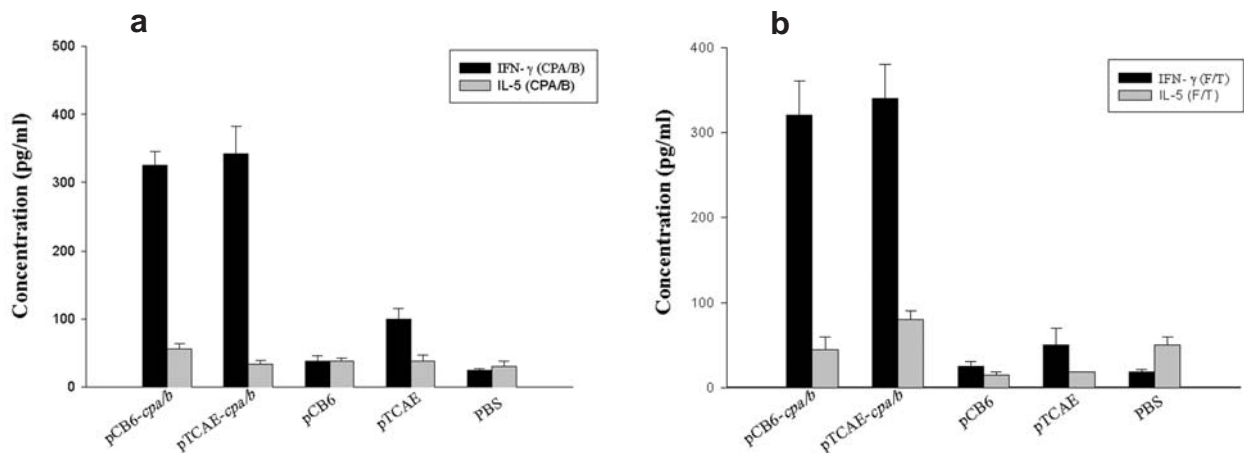 a
500
400
300
200
100
0
Concentration (pg/ml)
IFN- γ (CPA/B)
IL-5 (CPA/B)
pCB6-cpa/b
pTCAE-cpa/b
pCB6
pTCAE
PBS
b
400
300
200
100
0
Concentration (pg/ml)
IFN- γ (F/T)
IL-5 (F/T)
pCB6-cpa/b
pTCAE-cpa/b
pCB6
pTCAE
PBS